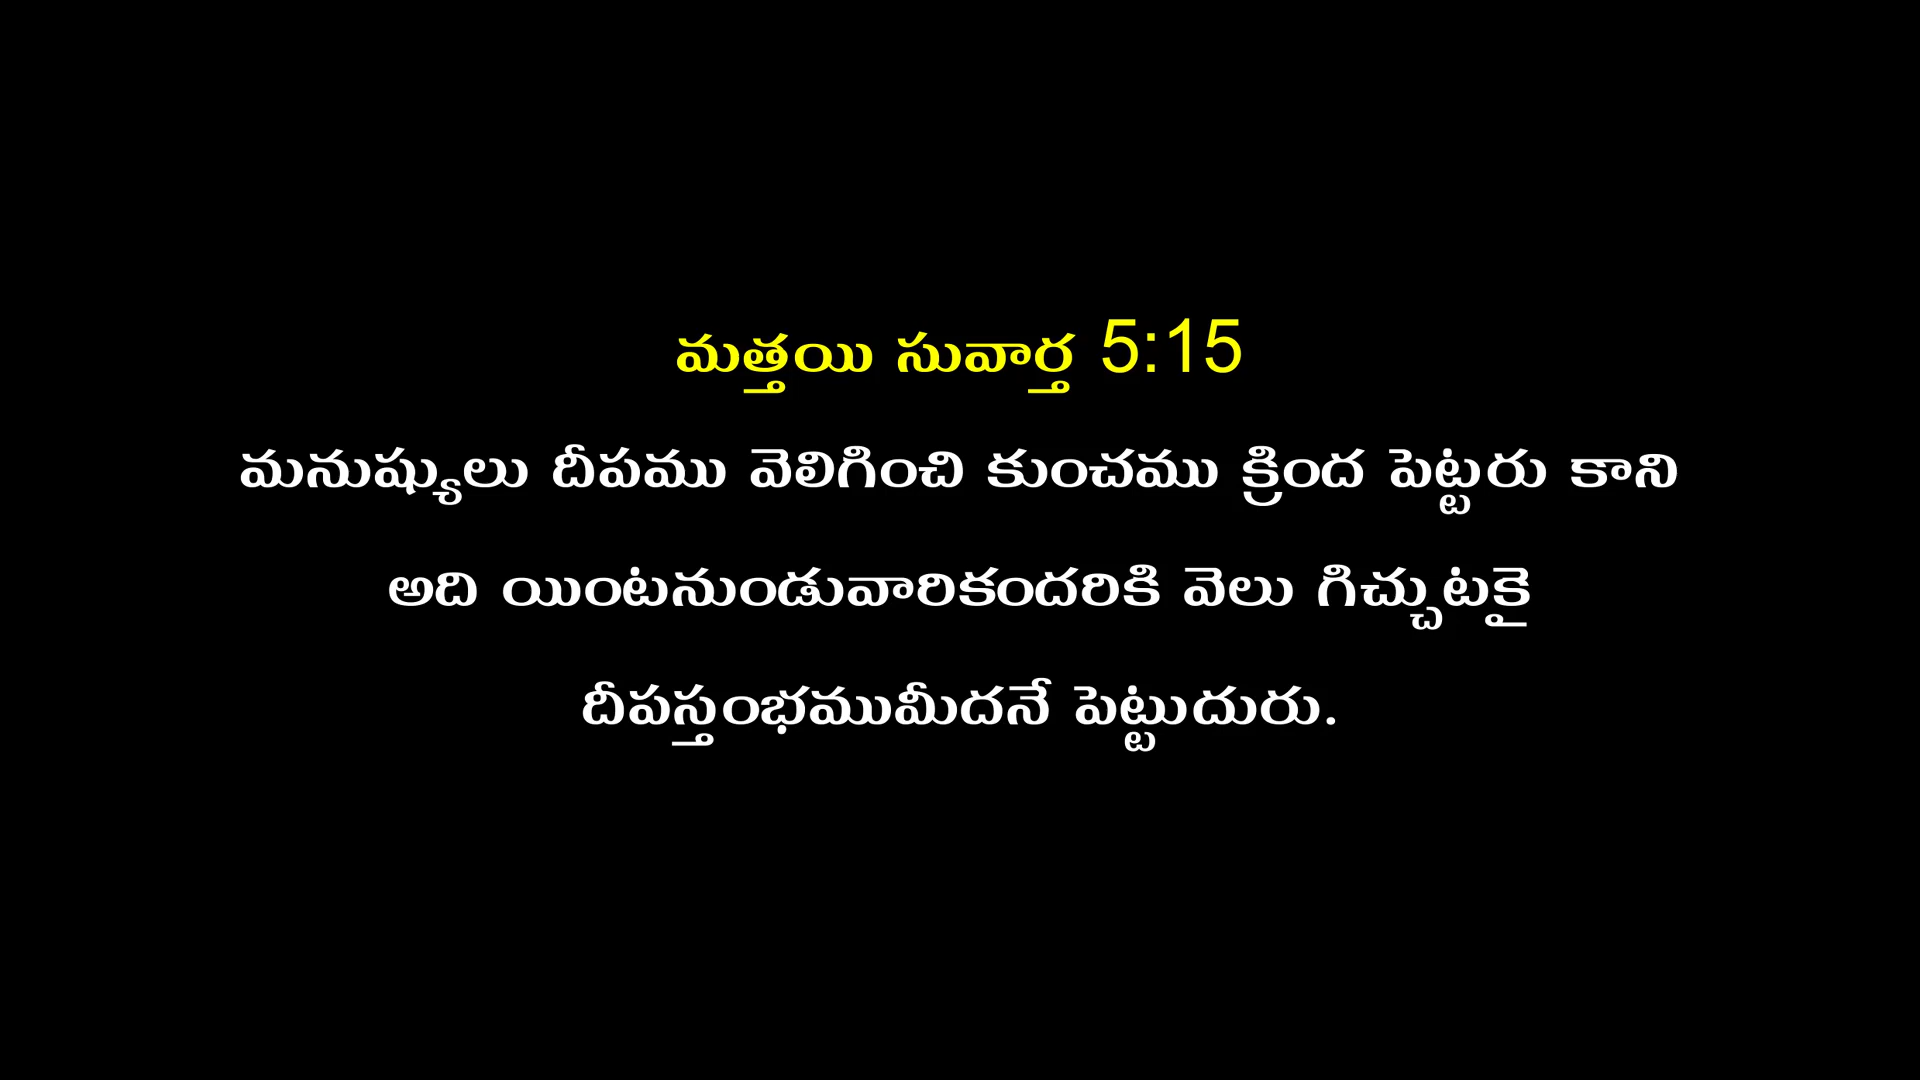 మత్తయి సువార్త 5:15
మనుష్యులు దీపము వెలిగించి కుంచము క్రింద పెట్టరు కాని
అది యింటనుండువారికందరికి వెలు గిచ్చుటకై
దీపస్తంభముమీదనే పెట్టుదురు.